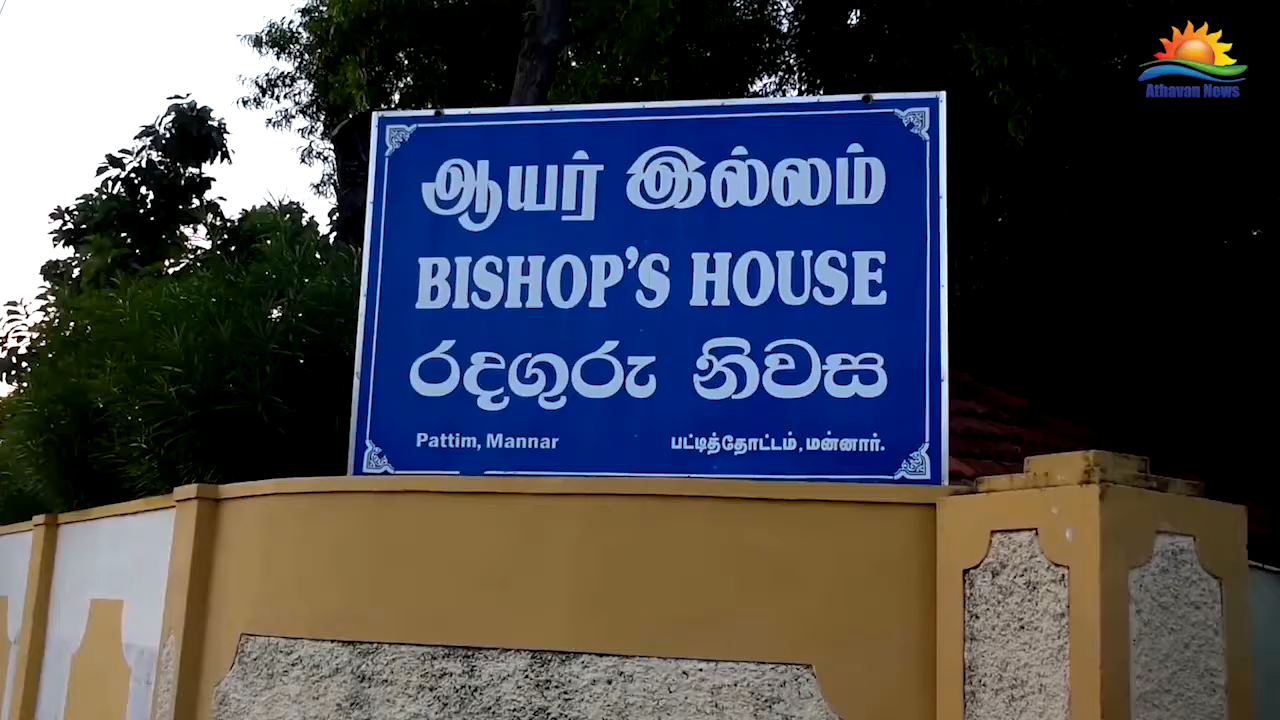 Athavan News
ஆயர் இல்லம்
BISHOP'S HOUSE
රදගුරු නිවස
Pattim, Mannar
பட்டித்தோட்டம், மன்னார்.